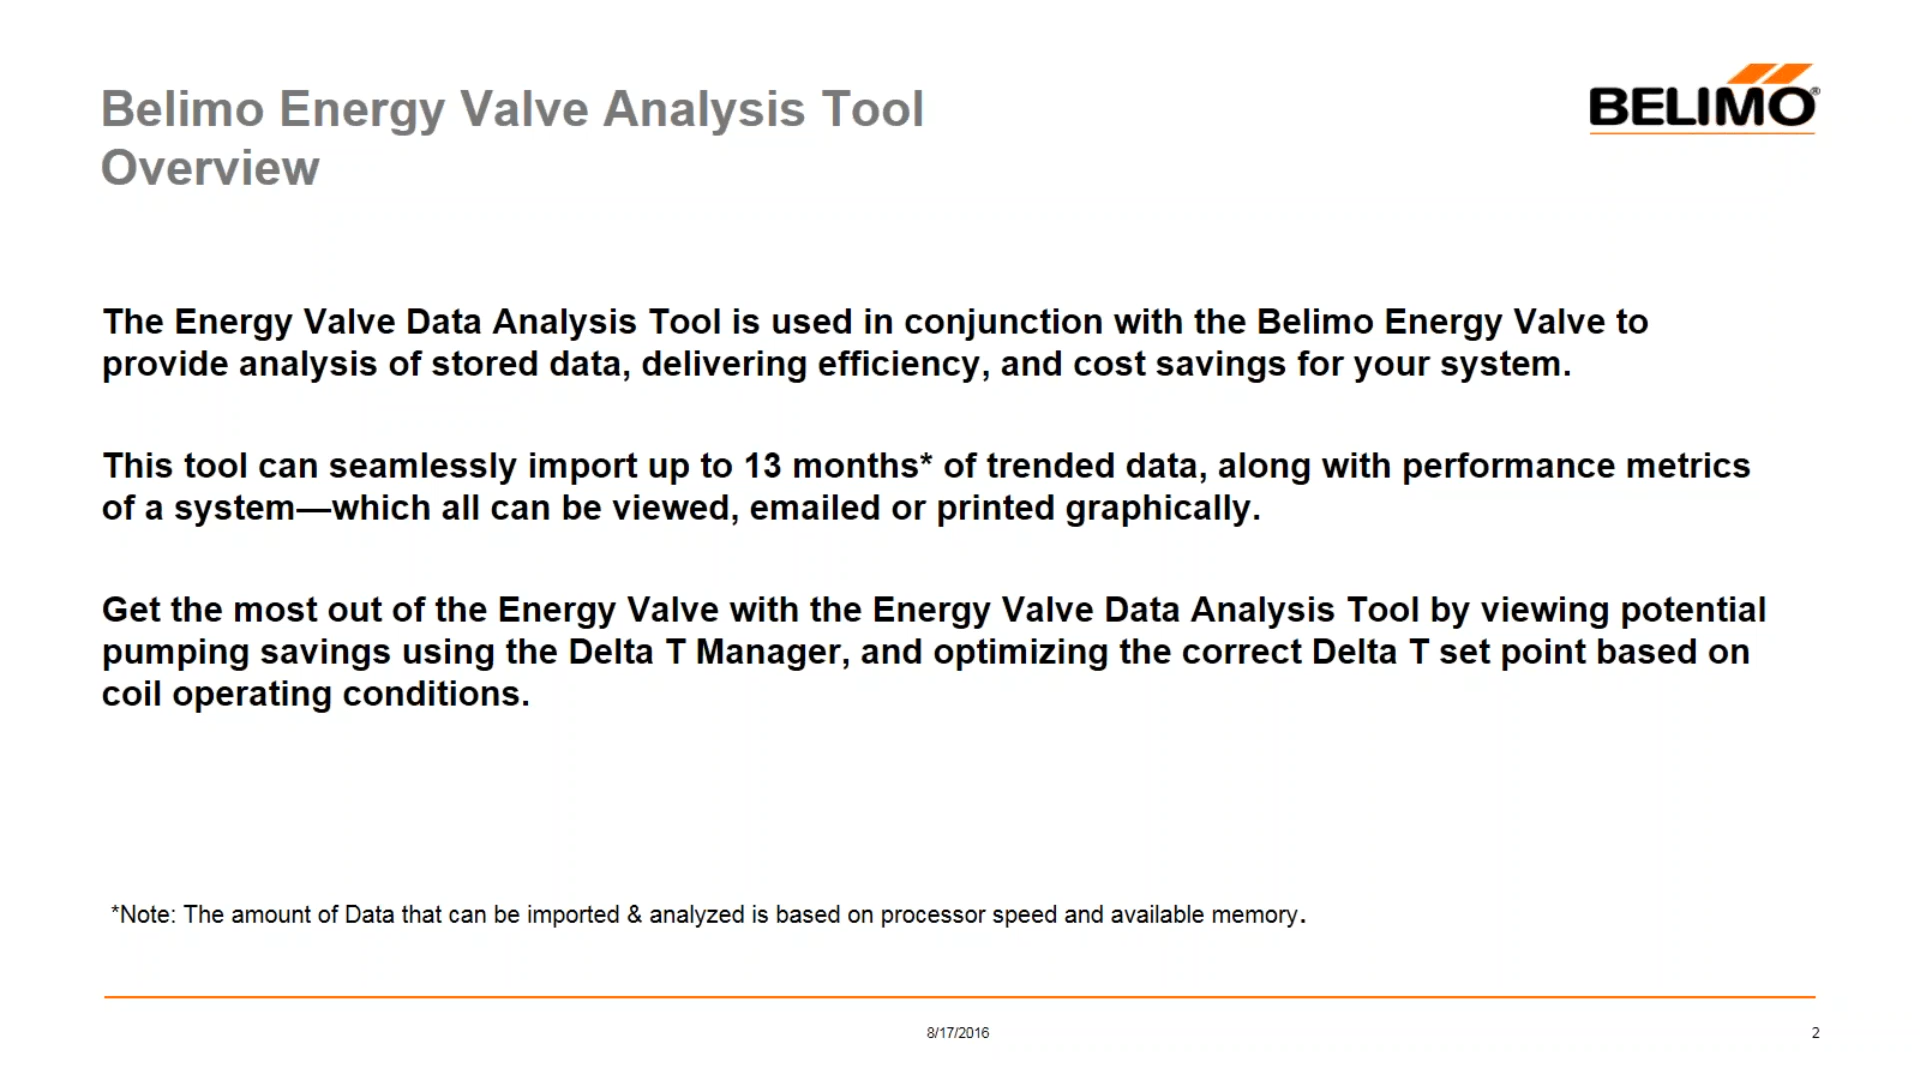 Belimo Energy Valve Analysis Tool
Overview
BELIMO®
The Energy Valve Data Analysis Tool is used in conjunction with the Belimo Energy Valve to
provide analysis of stored data, delivering efficiency, and cost savings for your system.
This tool can seamlessly import up to 13 months* of trended data, along with performance metrics
of a system—which all can be viewed, emailed or printed graphically.
Get the most out of the Energy Valve with the Energy Valve Data Analysis Tool by viewing potential
pumping savings using the Delta T Manager, and optimizing the correct Delta T set point based on
coil operating conditions.
*Note: The amount of Data that can be imported & analyzed is based on processor speed and available memory.
8/17/2016
2